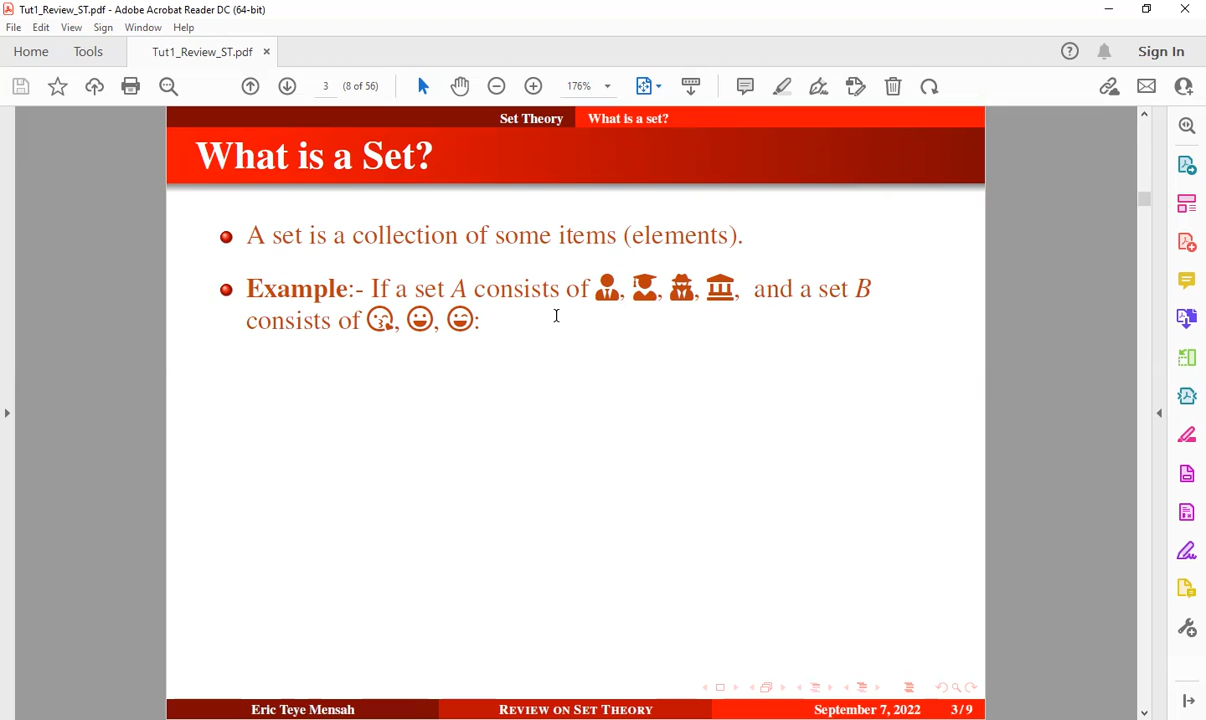 Tut1_Review_ST.pdf - Adobe Acrobat Reader DC (64-bit)
File Edit View Sign Window Help
Home Tools Tut1_Review_ST.pdf × Sign In
3 (8 of 56) 176%
Set Theory What is a set?
What is a Set?
A set is a collection of some items (elements).
Example:- If a set A consists of , , , , and a set B
consists of , , :
Eric Teye Mensah REVIEW ON SET THEORY September 7, 2022 3/9